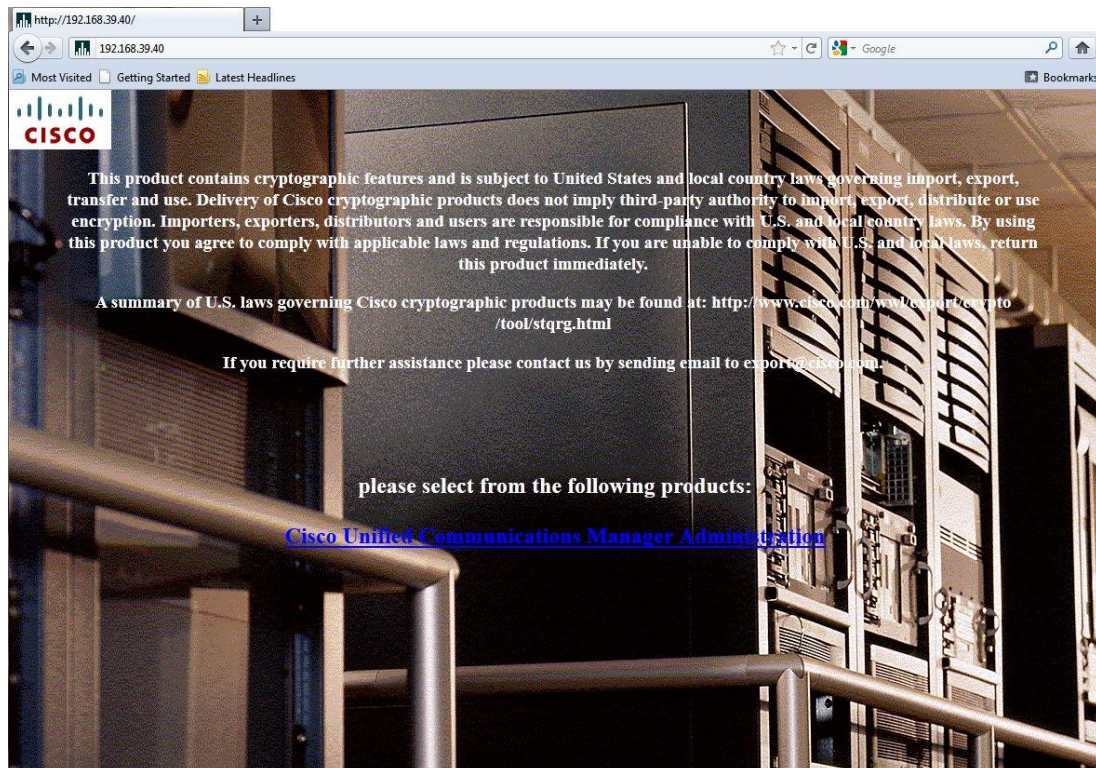 http://192.168.39.40/
192.168.39.40
Google
Most Visited
Getting Started
Latest Headlines
Bookmarks
CISCO
This product contains cryptographic features and is subject to United States and local country laws governing import, export,
transfer and use. Delivery of Cisco cryptographic products does not imply third-party authority to import, export, distribute or use
encryption. Importers, exporters, distributors and users are responsible for compliance with U.S. and local country laws. By using
this product you agree to comply with applicable laws and regulations. If you are unable to comply with U.S. and local laws, return
this product immediately.
A summary of U.S. laws governing Cisco cryptographic products may be found at: http://www.cisco.com/wwl/export/crypto
/tool/stqrg.html
If you require further assistance please contact us by sending email to export@cisco.com.
please select from the following products:
Cisco Unified Communications Manager Administration